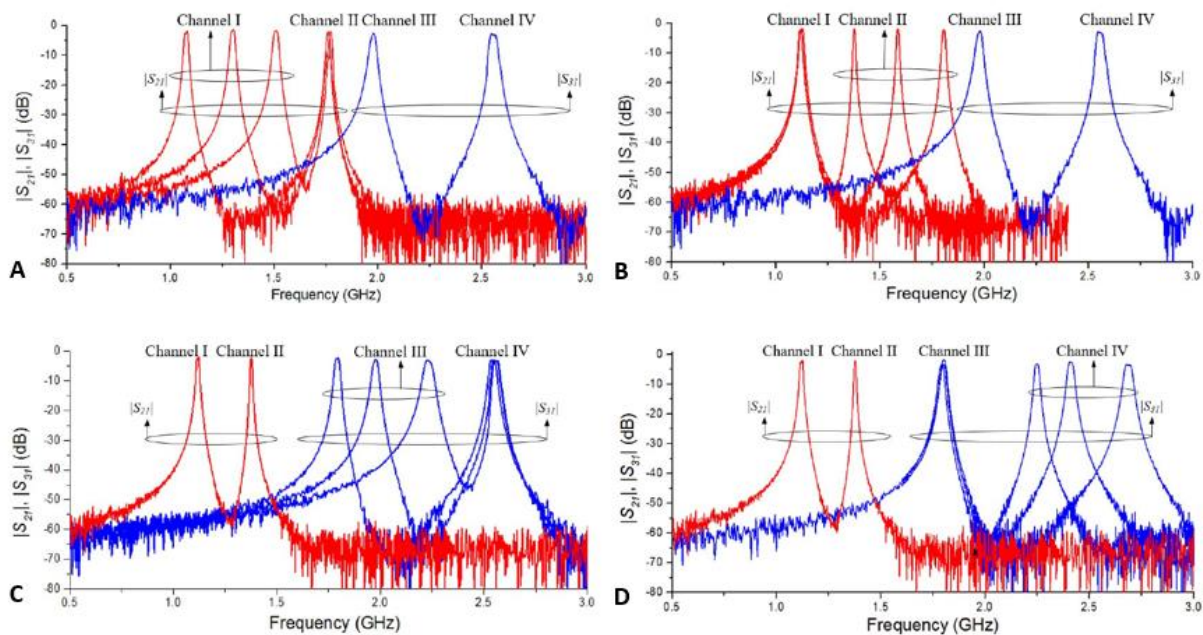 Channel I Channel II Channel III Channel IV
0
-10
-20
-30
-40
-50
-60
-70
-80
|S21|, |S31| (dB)
|S21|
|S31|
0.5 1.0 1.5 2.0 2.5 3.0
Frequency (GHz)
A
Channel I Channel II Channel III Channel IV
0
-10
-20
-30
-40
-50
-60
-70
-80
|S21|, |S31| (dB)
|S21|
|S31|
0.5 1.0 1.5 2.0 2.5 3.0
Frequency (GHz)
B
Channel I Channel II Channel III Channel IV
0
-10
-20
-30
-40
-50
-60
-70
-80
|S21|, |S31| (dB)
|S21|
|S31|
0.5 1.0 1.5 2.0 2.5 3.0
Frequency (GHz)
C
Channel I Channel II Channel III Channel IV
0
-10
-20
-30
-40
-50
-60
-70
-80
|S21|, |S31| (dB)
|S21|
|S31|
0.5 1.0 1.5 2.0 2.5 3.0
Frequency (GHz)
D